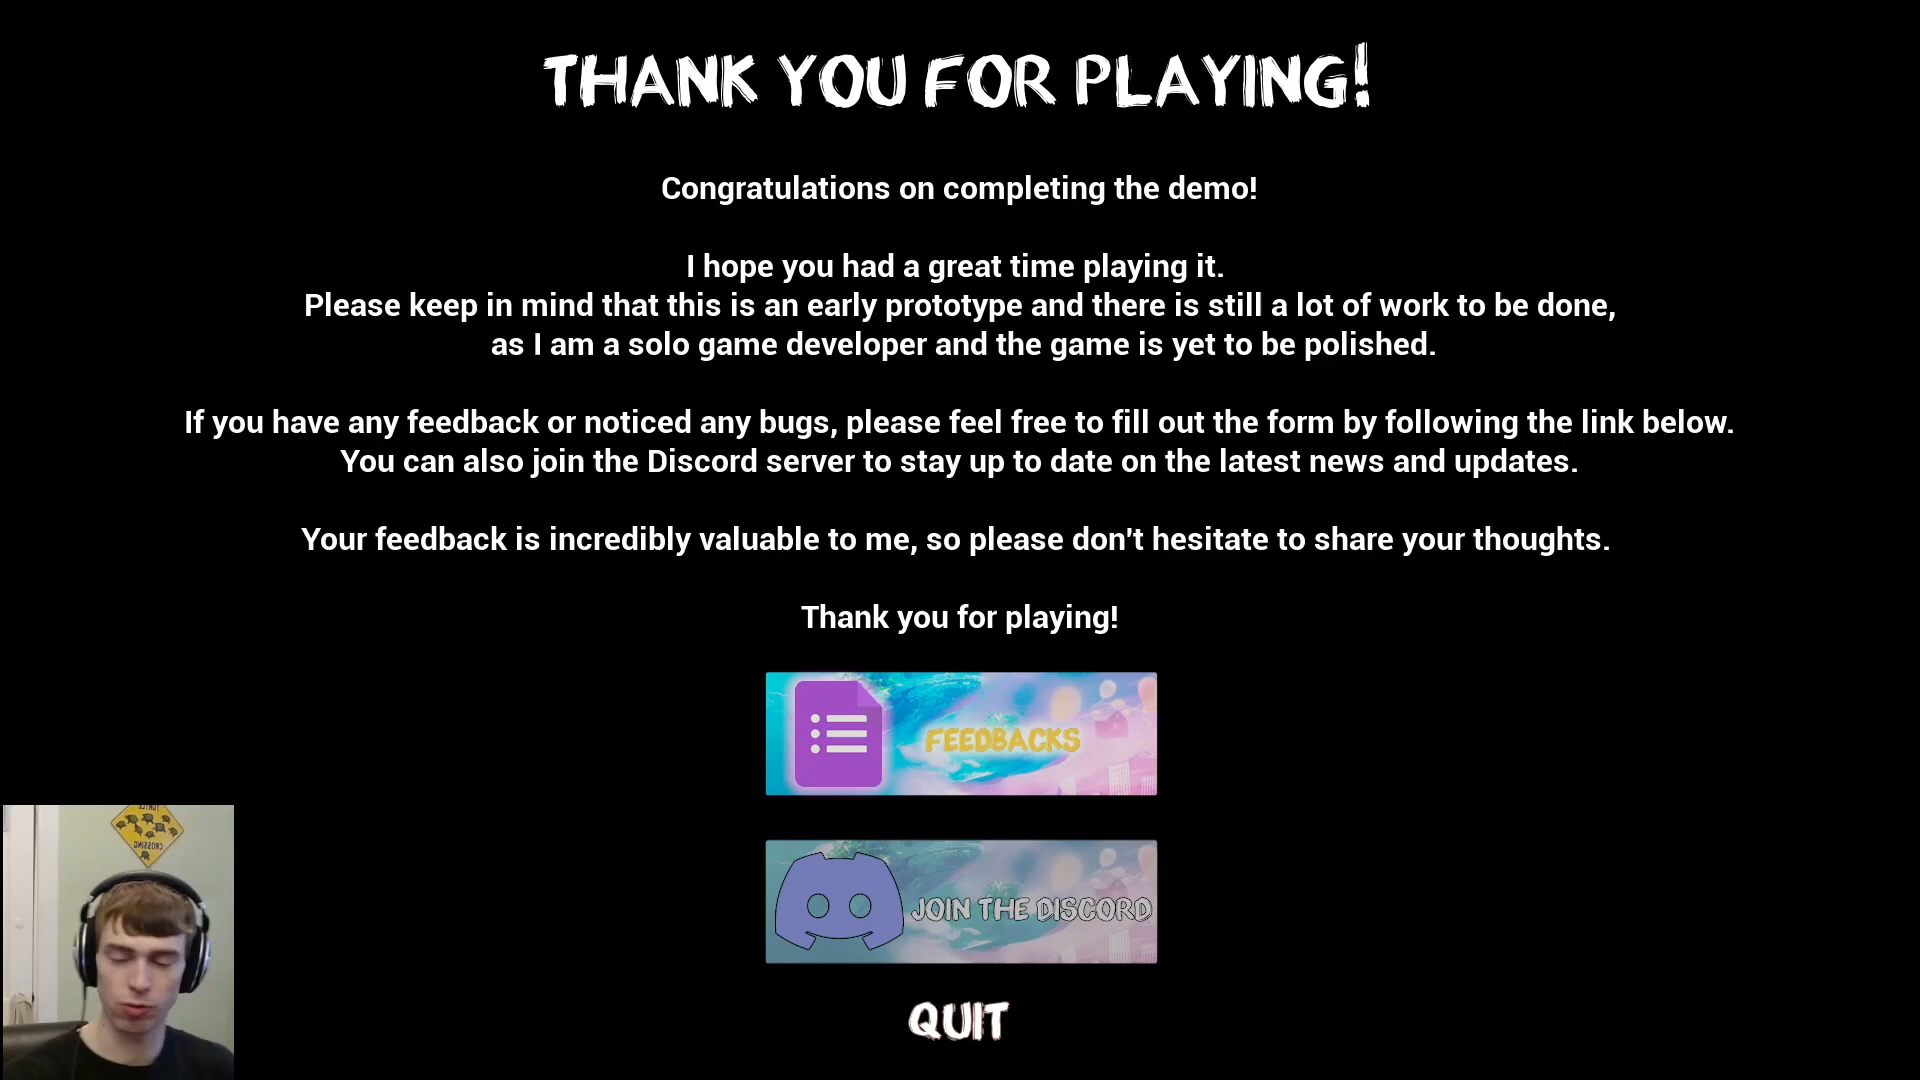 THANK YOU FOR PLAYING!
Congratulations on completing the demo!
I hope you had a great time playing it.
Please keep in mind that this is an early prototype and there is still a lot of work to be done,
as I am a solo game developer and the game is yet to be polished.
If you have any feedback or noticed any bugs, please feel free to fill out the form by following the link below.
You can also join the Discord server to stay up to date on the latest news and updates.
Your feedback is incredibly valuable to me, so please don't hesitate to share your thoughts.
Thank you for playing!
FEEDBACKS
JOIN THE DISCORD
QUIT
TURTLE
CROSSING